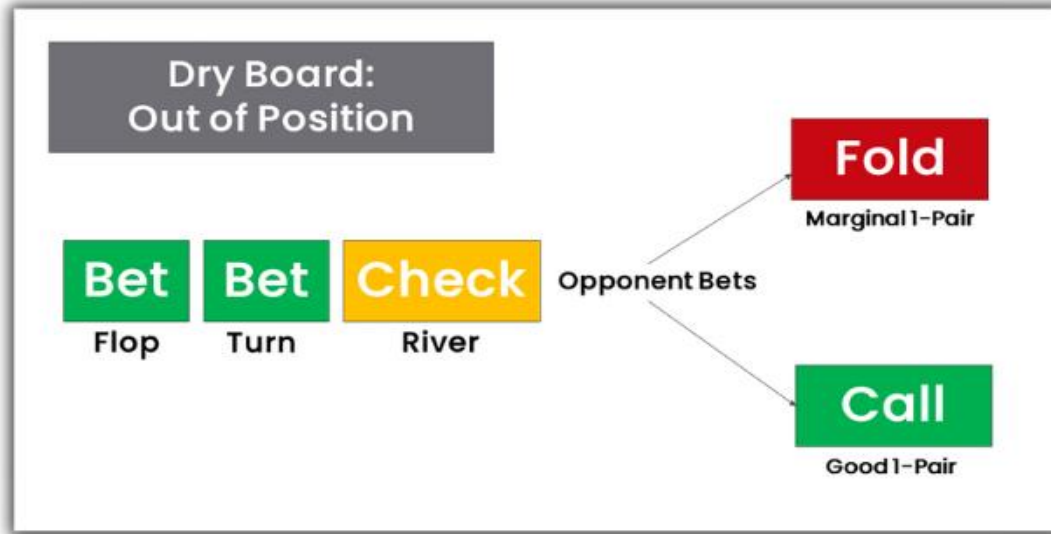 Dry Board:
Out of Position
Fold
Marginal 1-Pair
Bet
Bet
Check
Opponent Bets
Flop
Turn
River
Call
Good 1-Pair